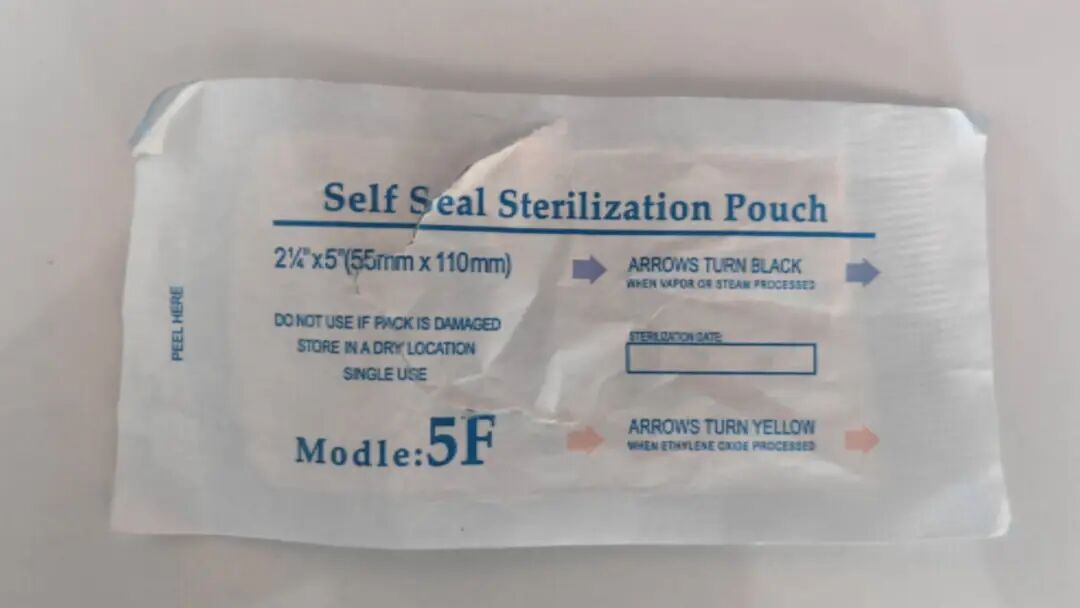 Self Seal Sterilization Pouch
2¼"x5"(55mm x 110mm)
ARROWS TURN BLACK
WHEN VAPOR OR STEAM PROCESSED
PEEL HERE
DO NOT USE IF PACK IS DAMAGED
STORE IN A DRY LOCATION
SINGLE USE
STERILIZATION DATE:
Modle:5F
ARROWS TURN YELLOW
WHEN ETHYLENE OXIDE PROCESSED